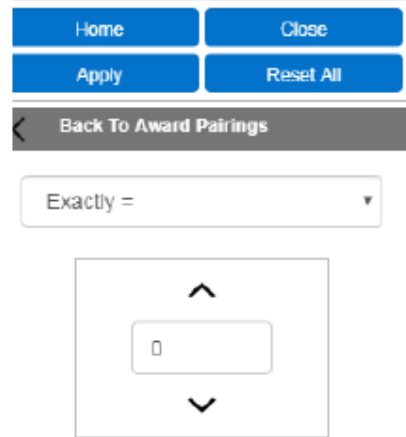 Home Close
Apply Reset All
Back To Award Pairings
Exactly =
0